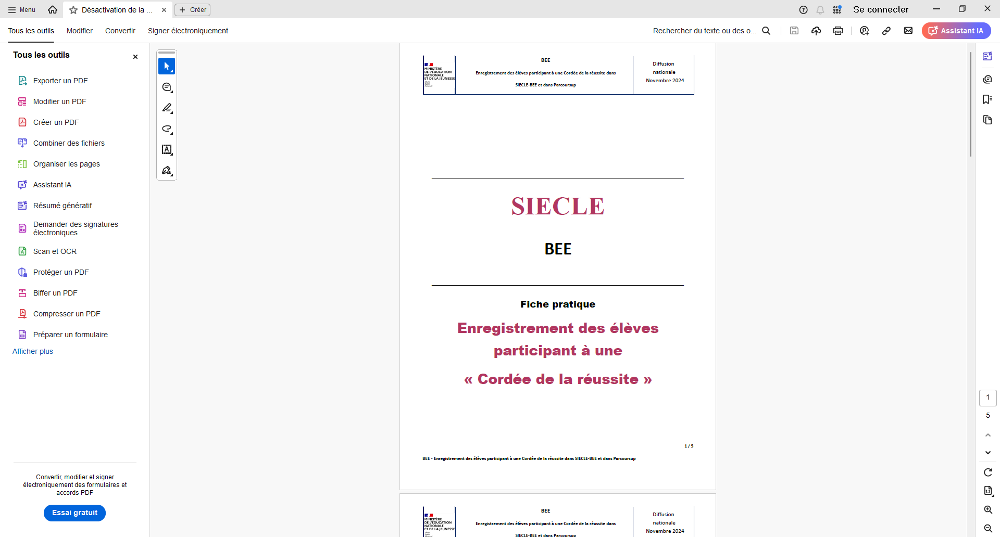 Menu
Désactivation de la ...
Créer
Se connecter
Tous les outils
Modifier
Convertir
Signer électroniquement
Rechercher du texte ou des o...
Assistant IA
Tous les outils
Exporter un PDF
Modifier un PDF
Créer un PDF
Combiner des fichiers
Organiser les pages
Assistant IA
Résumé génératif
Demander des signatures
électroniques
Scan et OCR
Protéger un PDF
Biffer un PDF
Compresser un PDF
Préparer un formulaire
Afficher plus
Convertir, modifier et signer
électroniquement des formulaires et
accords PDF
Essai gratuit
MINISTÈRE
DE L'ÉDUCATION
NATIONALE
ET DE LA JEUNESSE
Liberté
Égalité
Fraternité
BEE
Enregistrement des élèves participant à une Cordée de la réussite dans
SIECLE-BEE et dans Parcoursup
Diffusion
nationale
Novembre 2024
SIECLE
BEE
Fiche pratique
Enregistrement des élèves
participant à une
« Cordée de la réussite »
1 / 5
BEE - Enregistrement des élèves participant à une Cordée de la réussite dans SIECLE-BEE et dans Parcoursup
MINISTÈRE
DE L'ÉDUCATION
NATIONALE
ET DE LA JEUNESSE
Liberté
Égalité
BEE
Enregistrement des élèves participant à une Cordée de la réussite dans
SIECLE-BEE et dans Parcoursup
Diffusion
nationale
Novembre 2024
1
5